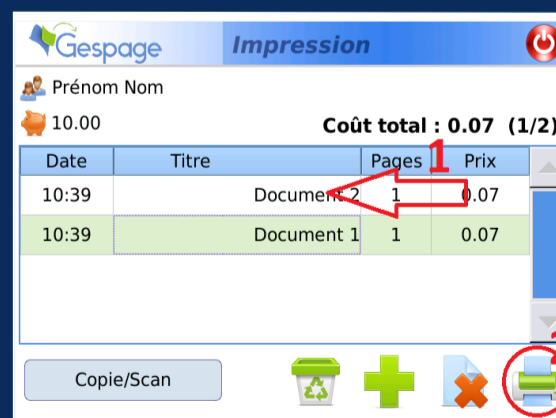 Gespage
Impression
Prénom Nom
10.00
Coût total : 0.07 (1/2)
1
Date Titre Pages Prix
10:39 Document 2 1 0.07
10:39 Document 1 1 0.07
Copie/Scan